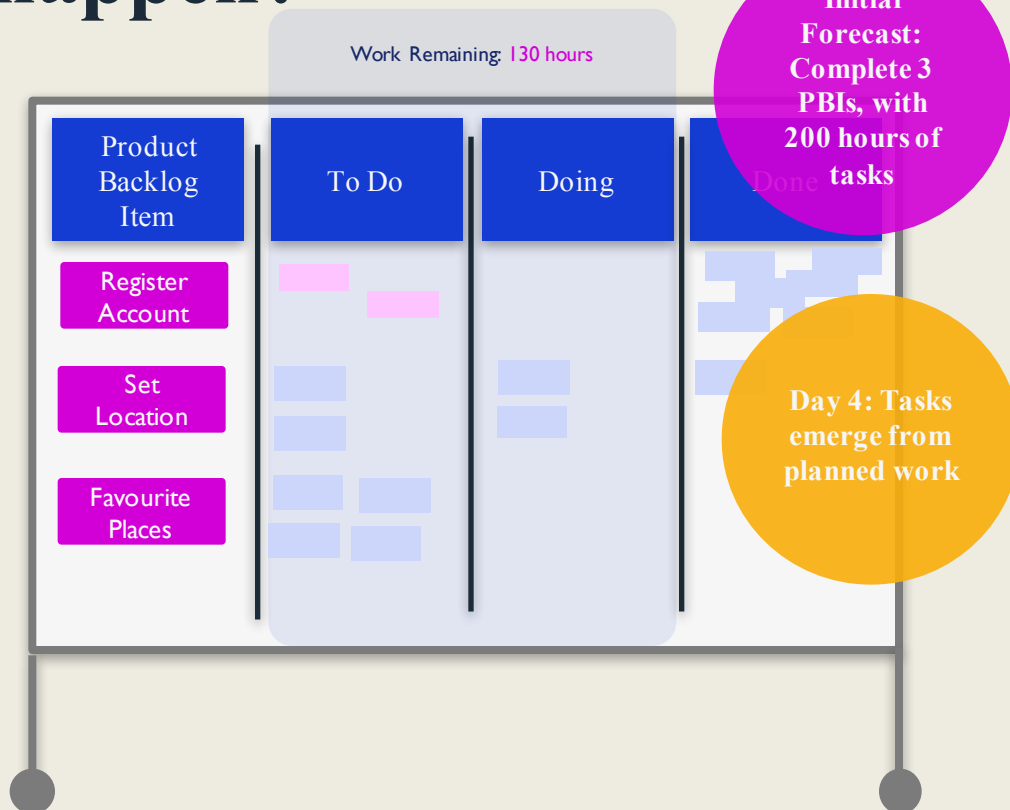 happen?
Work Remaining: 130 hours
Initial
Forecast:
Complete 3
PBIs, with
200 hours of
tasks
Product
Backlog
Item
To Do
Doing
Done
Register
Account
Set
Location
Favourite
Places
Day 4: Tasks
emerge from
planned work